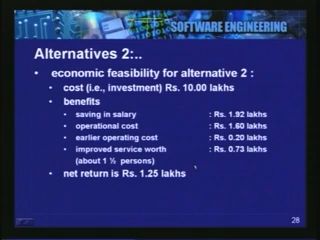 SOFTWARE ENGINEERING
Alternatives 2:..
• economic feasibility for alternative 2 :
• cost (i.e., investment) Rs. 10.00 lakhs
• benefits
• saving in salary : Rs. 1.92 lakhs
• operational cost : Rs. 1.60 lakhs
• earlier operating cost : Rs. 0.20 lakhs
• improved service worth : Rs. 0.73 lakhs
(about 1 ½ persons)
• net return is Rs. 1.25 lakhs
28